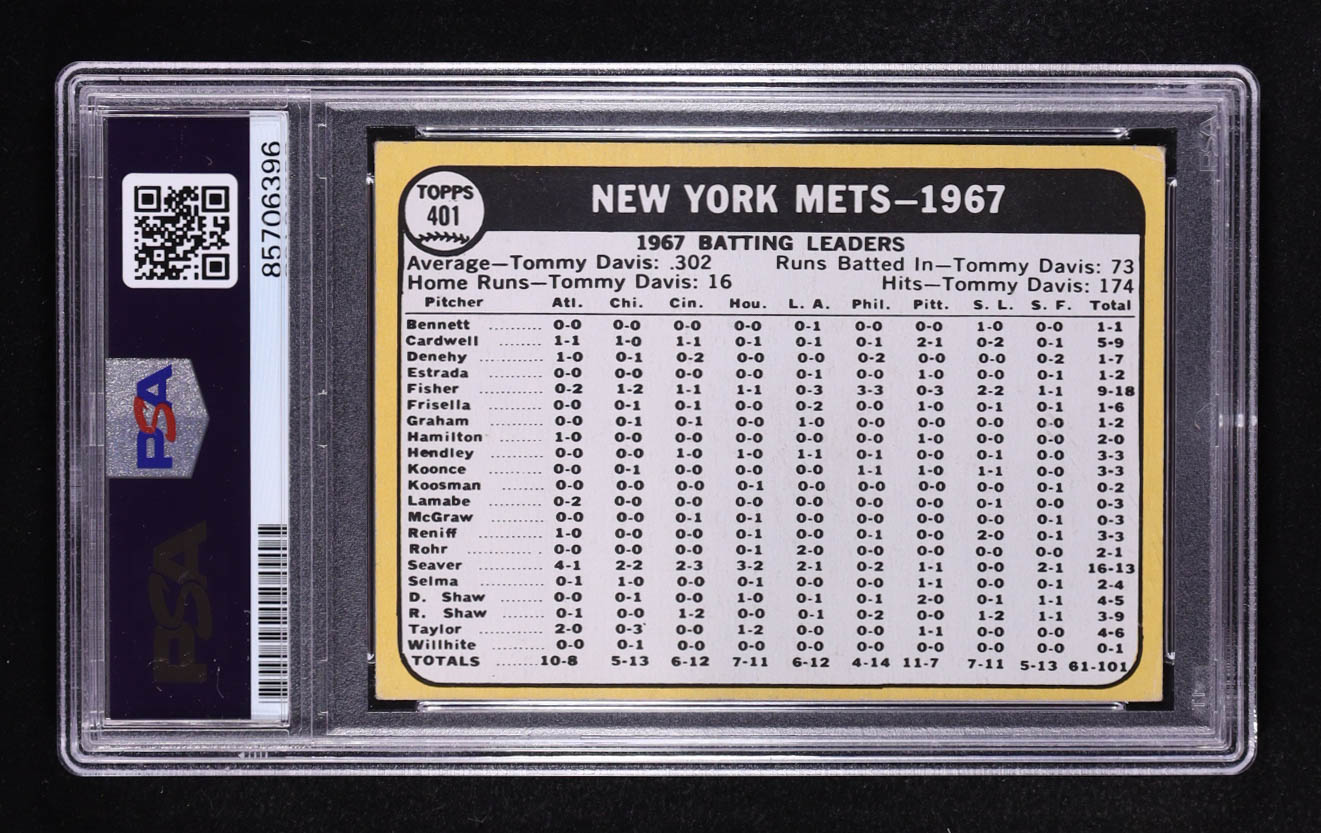 85706396
PSA
PSA
TOPPS
401
NEW YORK METS—1967
1967 BATTING LEADERS
Average—Tommy Davis: .302 Runs Batted In—Tommy Davis: 73
Home Runs—Tommy Davis: 16 Hits—Tommy Davis: 174
Pitcher Atl. Chi. Cin. Hou. L. A. Phil. Pitt. S. L. S. F. Total
Bennett .......... 0-0 0-0 0-0 0-0 0-1 0-0 0-0 1-0 0-0 1-1
Cardwell ........ 1-1 1-0 1-1 0-1 0-1 0-1 2-1 0-2 0-1 5-9
Denehy ............ 1-0 0-1 0-2 0-0 0-0 0-2 0-0 0-0 0-2 1-7
Estrada .......... 0-0 0-0 0-0 0-0 0-1 0-0 1-0 0-0 0-1 1-2
Fisher ............ 0-2 1-2 1-1 1-1 0-3 3-3 0-3 2-2 1-1 9-18
Frisella .......... 0-0 0-1 0-1 0-0 0-2 0-0 1-0 0-1 0-1 1-6
Graham .......... 0-0 0-1 0-1 0-0 1-0 0-0 0-0 0-0 0-0 1-2
Hamilton ........ 1-0 0-0 0-0 0-0 0-0 0-0 1-0 0-0 0-0 2-0
Hendley .......... 0-0 0-0 1-0 1-0 1-1 0-1 0-0 0-1 0-0 3-3
Koonce .......... 0-0 0-1 0-0 0-0 0-0 1-1 1-0 1-1 0-0 3-3
Koosman ........ 0-0 0-0 0-0 0-1 0-0 0-0 0-0 0-0 0-1 0-2
Lamabe .......... 0-2 0-0 0-0 0-0 0-0 0-0 0-0 0-1 0-0 0-3
McGraw .......... 0-0 0-0 0-1 0-1 0-0 0-0 0-0 0-0 0-1 0-3
Reniff ............ 1-0 0-0 0-0 0-1 0-0 0-1 0-0 2-0 0-1 3-3
Rohr .............. 0-0 0-0 0-0 0-1 2-0 0-0 0-0 0-0 0-0 2-1
Seaver ............ 4-1 2-2 2-3 3-2 2-1 0-2 1-1 0-0 2-1 16-13
Selma ............ 0-1 1-0 0-0 0-1 0-0 0-0 1-1 0-0 0-1 2-4
D. Shaw ........ 0-0 0-1 0-0 1-0 0-1 0-1 2-0 0-1 1-1 4-5
R. Shaw ........ 0-1 0-0 1-2 0-0 0-1 0-2 0-0 1-2 1-1 3-9
Taylor ............ 2-0 0-3 0-0 1-2 0-0 0-0 1-1 0-0 0-0 4-6
Willhite .......... 0-0 0-1 0-0 0-0 0-0 0-0 0-0 0-0 0-0 0-1
TOTALS ........ 10-8 5-13 6-12 7-11 6-12 4-14 11-7 7-11 5-13 61-101